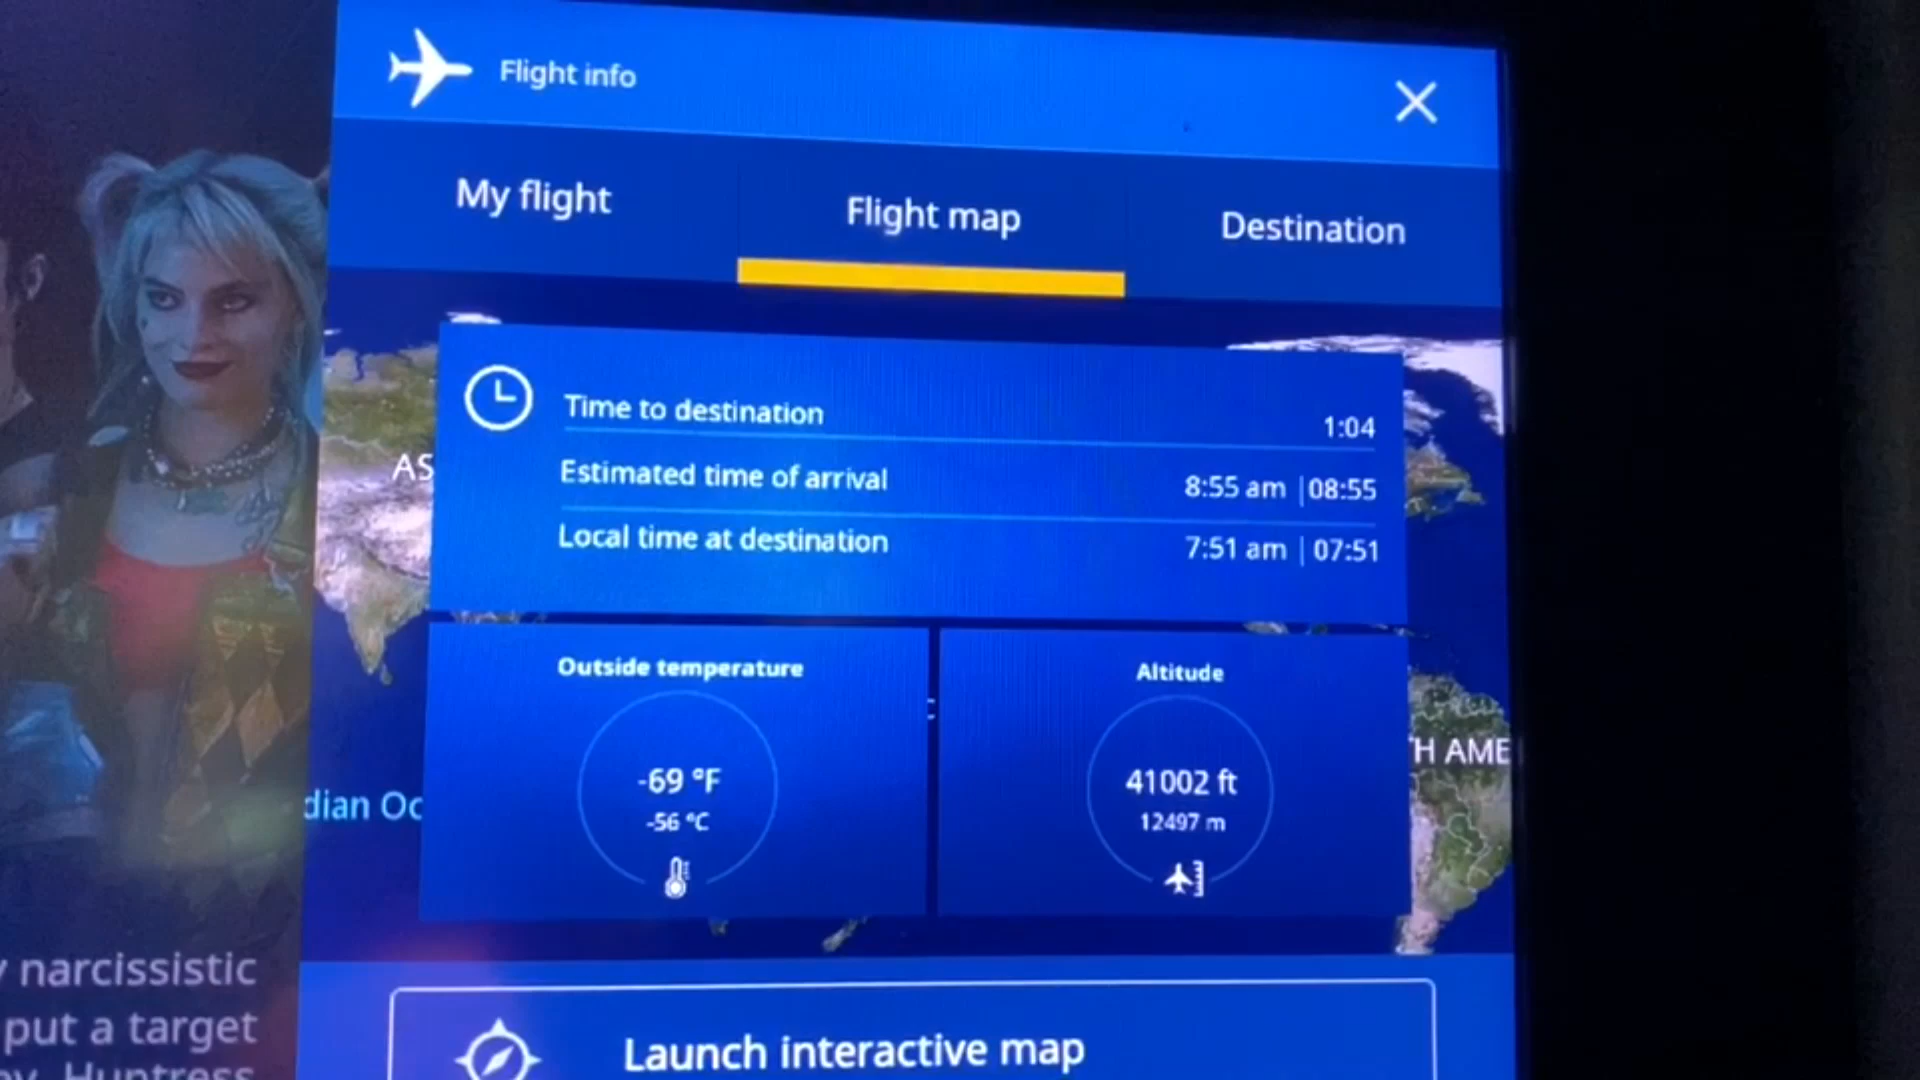 Flight info
My flight
Flight map
Destination
Time to destination 1:04
Estimated time of arrival 8:55 am |08:55
Local time at destination 7:51 am | 07:51
AS
Outside temperature
-69 °F
-56 °C
Altitude
41002 ft
12497 m
TH AME
dian Oc
narcissistic
put a target
Huntress
Launch interactive map